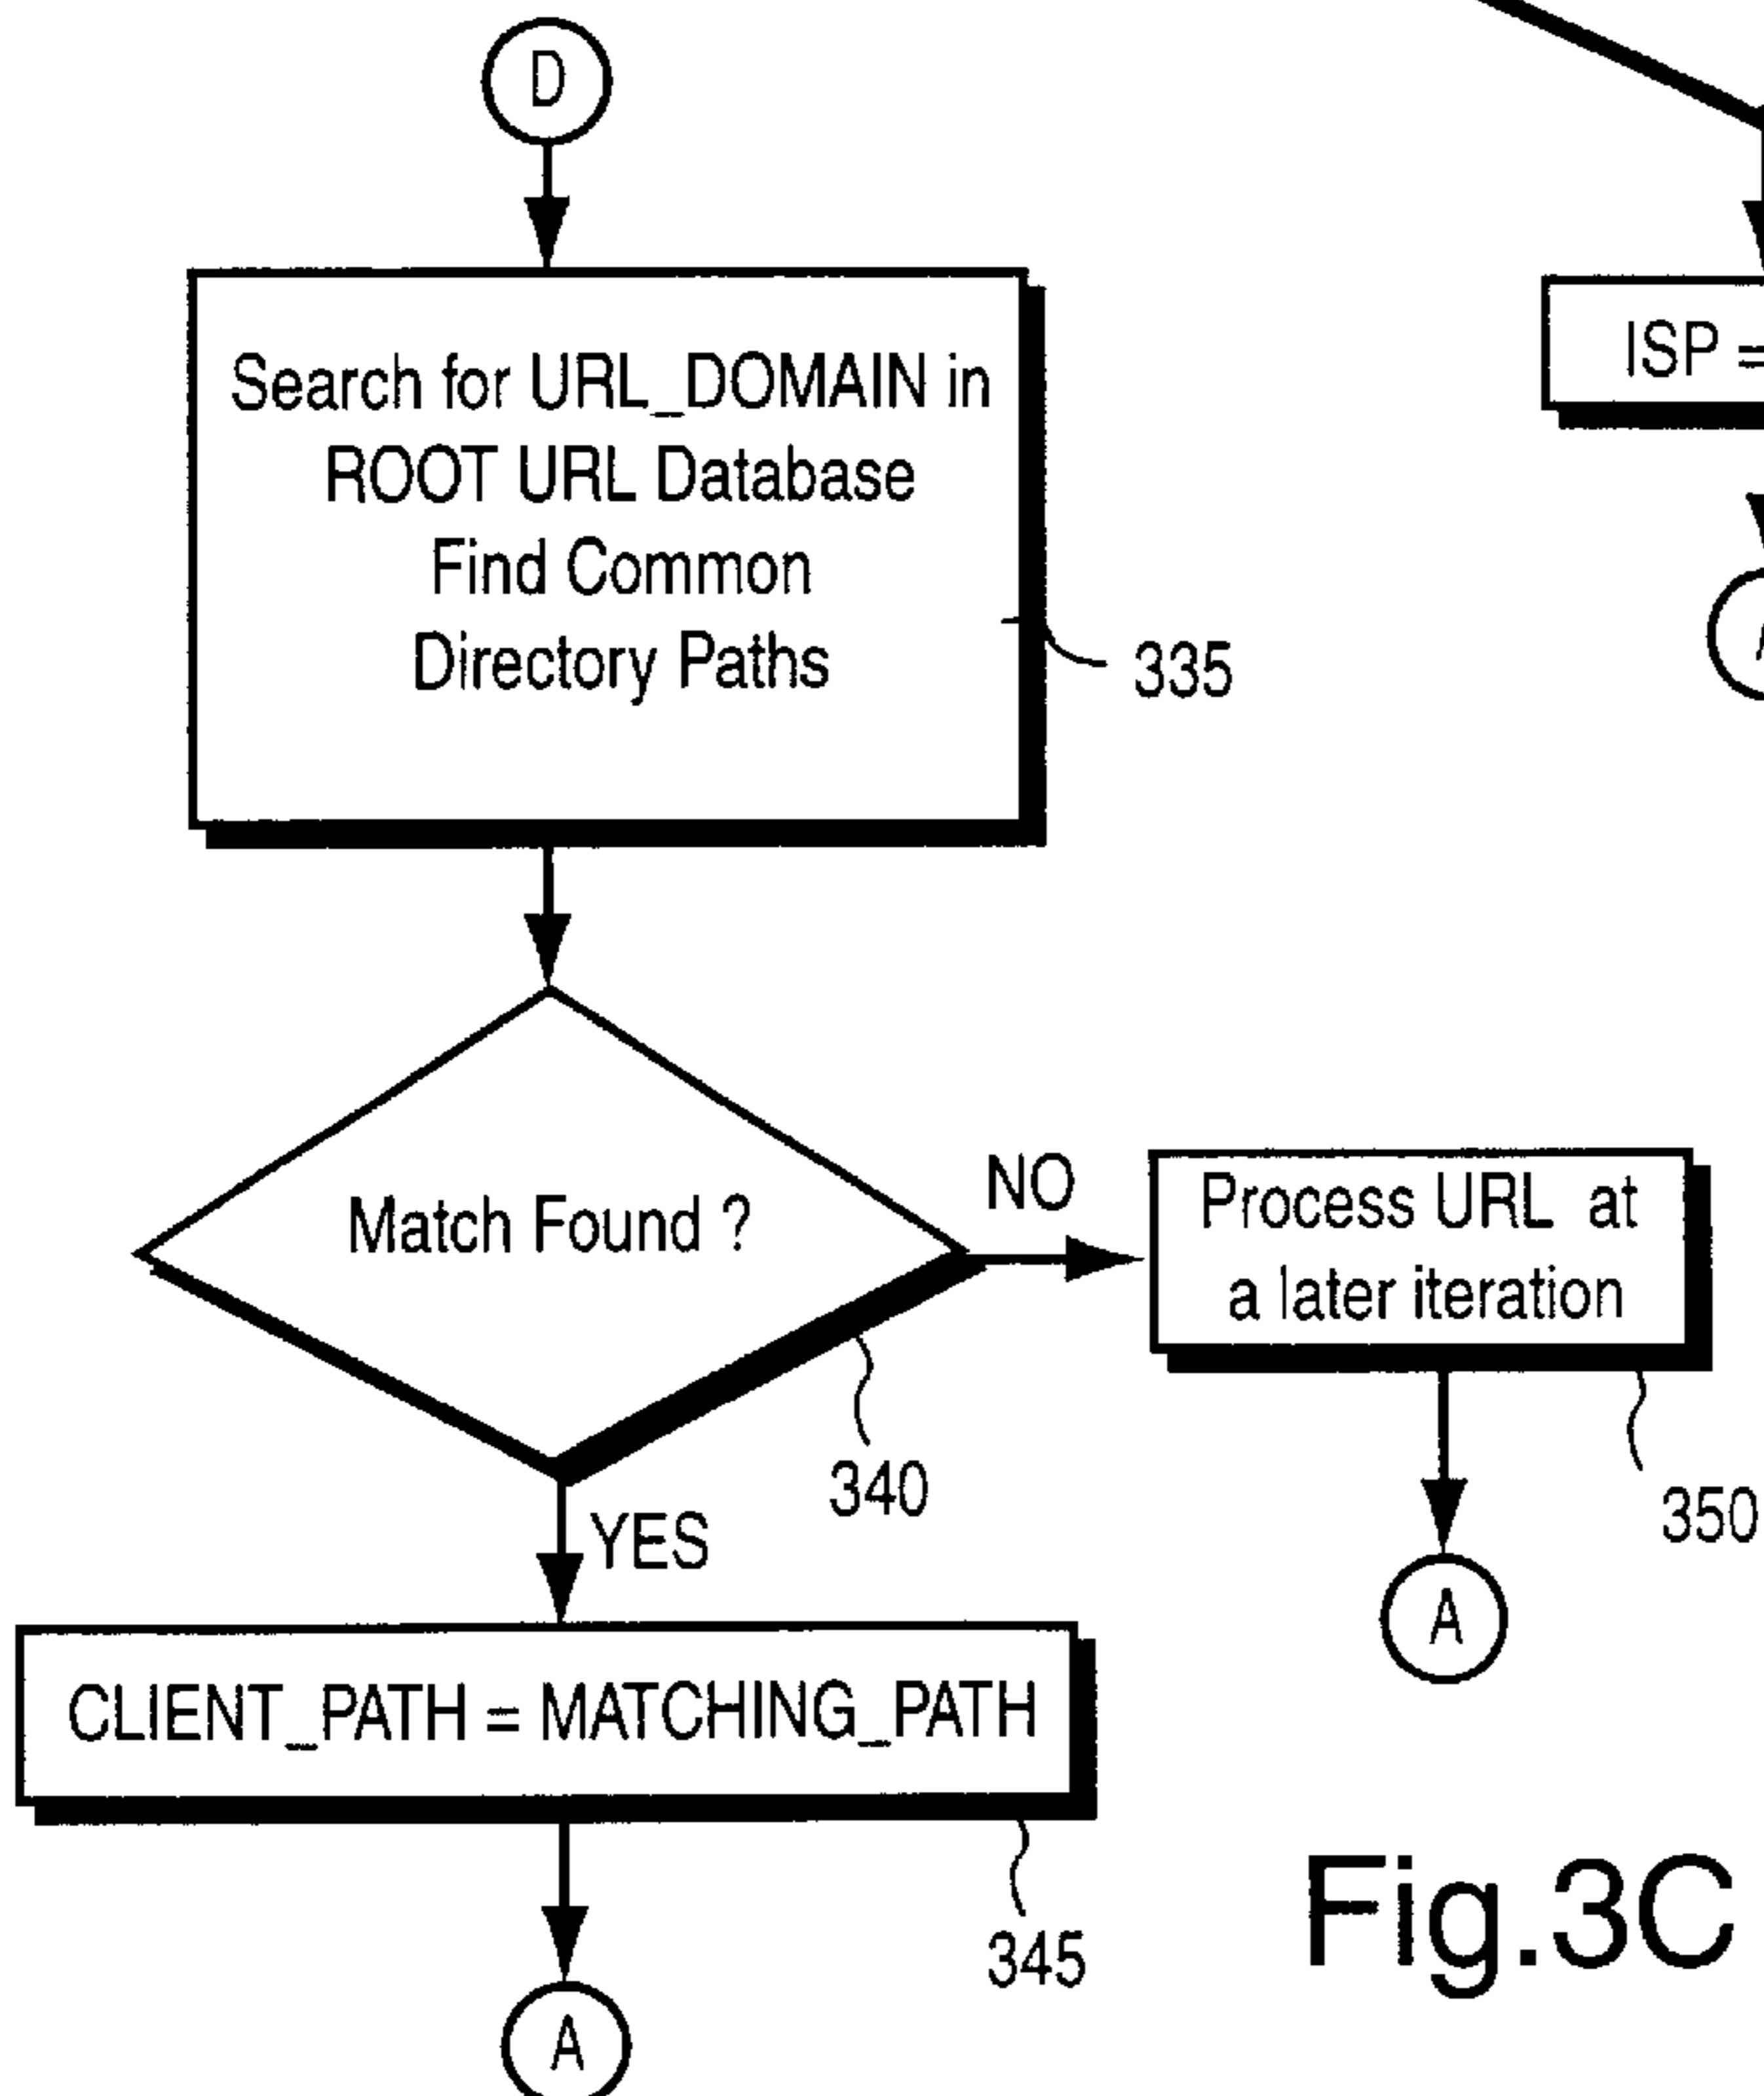 D
Search for URL_DOMAIN in
ROOT URL Database
Find Common
Directory Paths
335
ISP =
Match Found ?
NO
Process URL at
a later iteration
340
350
YES
A
CLIENT_PATH = MATCHING_PATH
345
A
Fig.3C